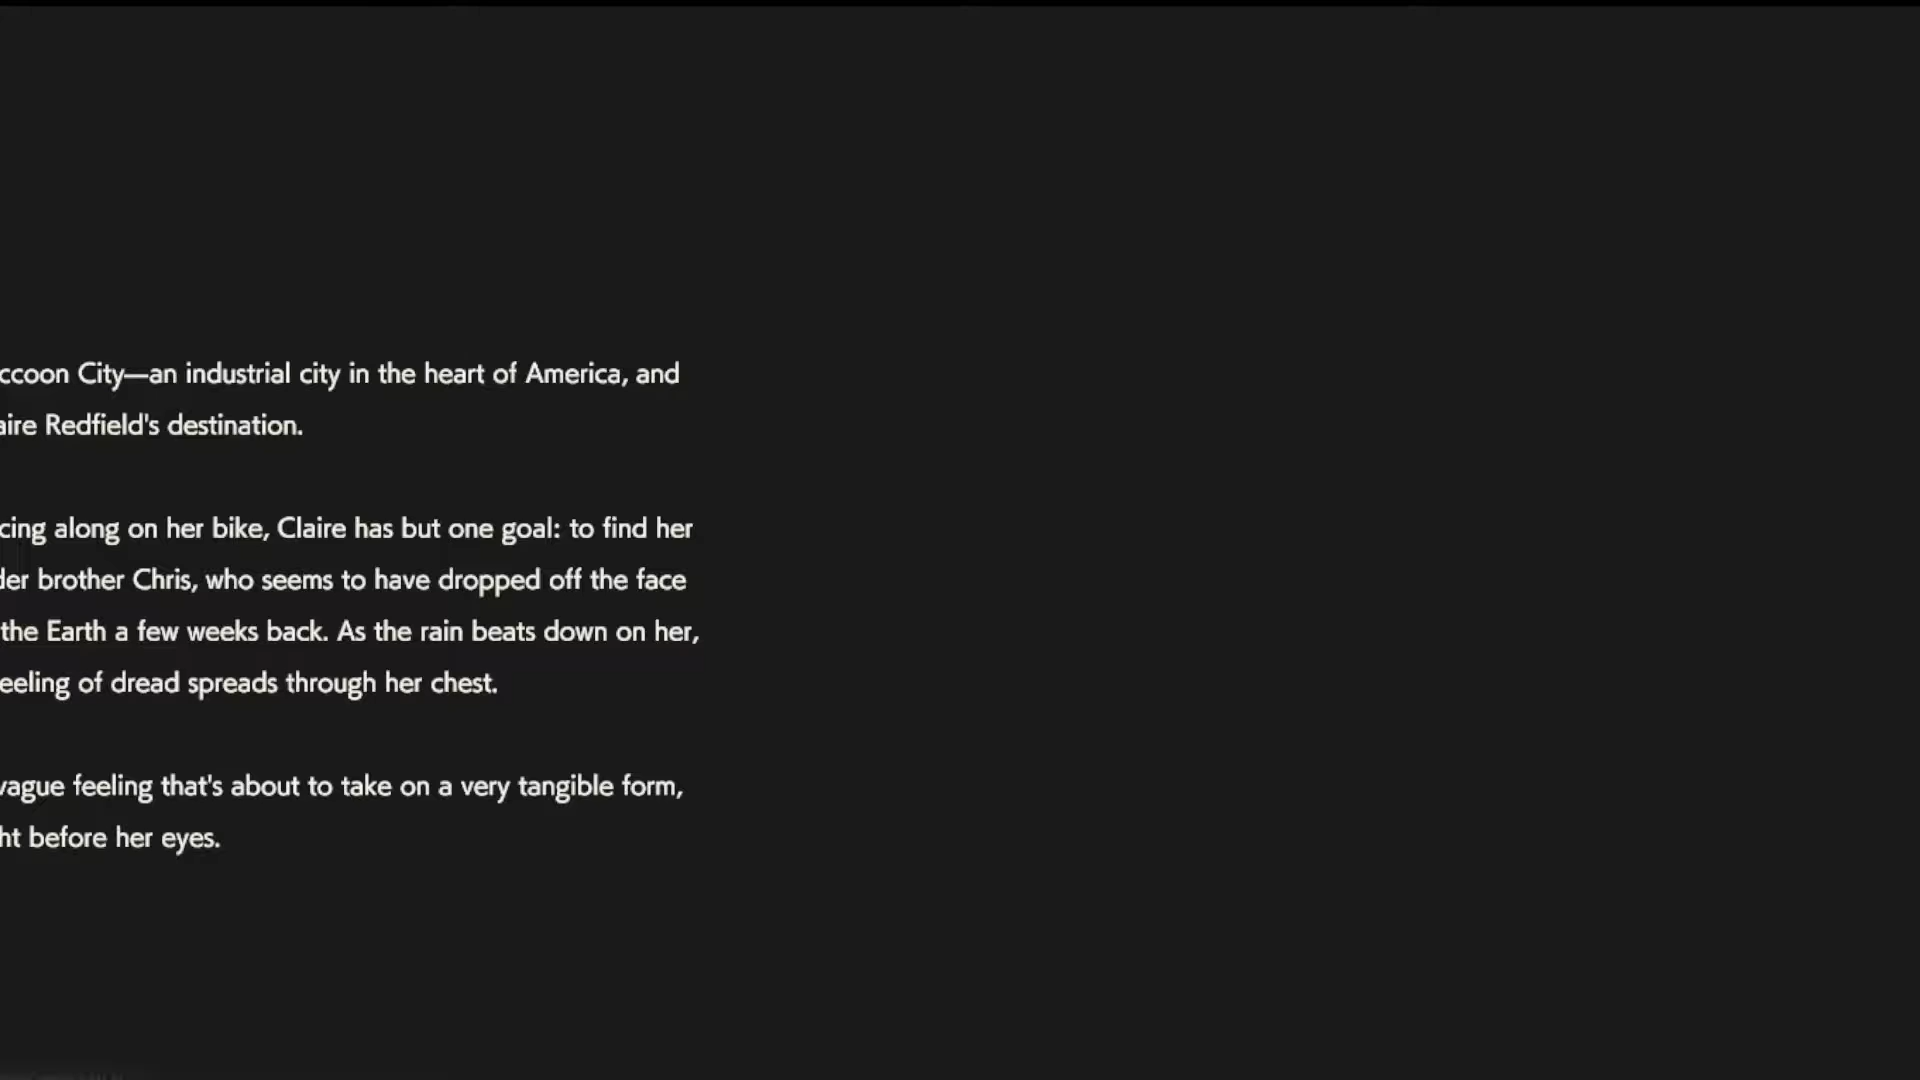 ccoon City—an industrial city in the heart of America, and
aire Redfield's destination.
cing along on her bike, Claire has but one goal: to find her
der brother Chris, who seems to have dropped off the face
the Earth a few weeks back. As the rain beats down on her,
eeling of dread spreads through her chest.
vague feeling that's about to take on a very tangible form,
ht before her eyes.